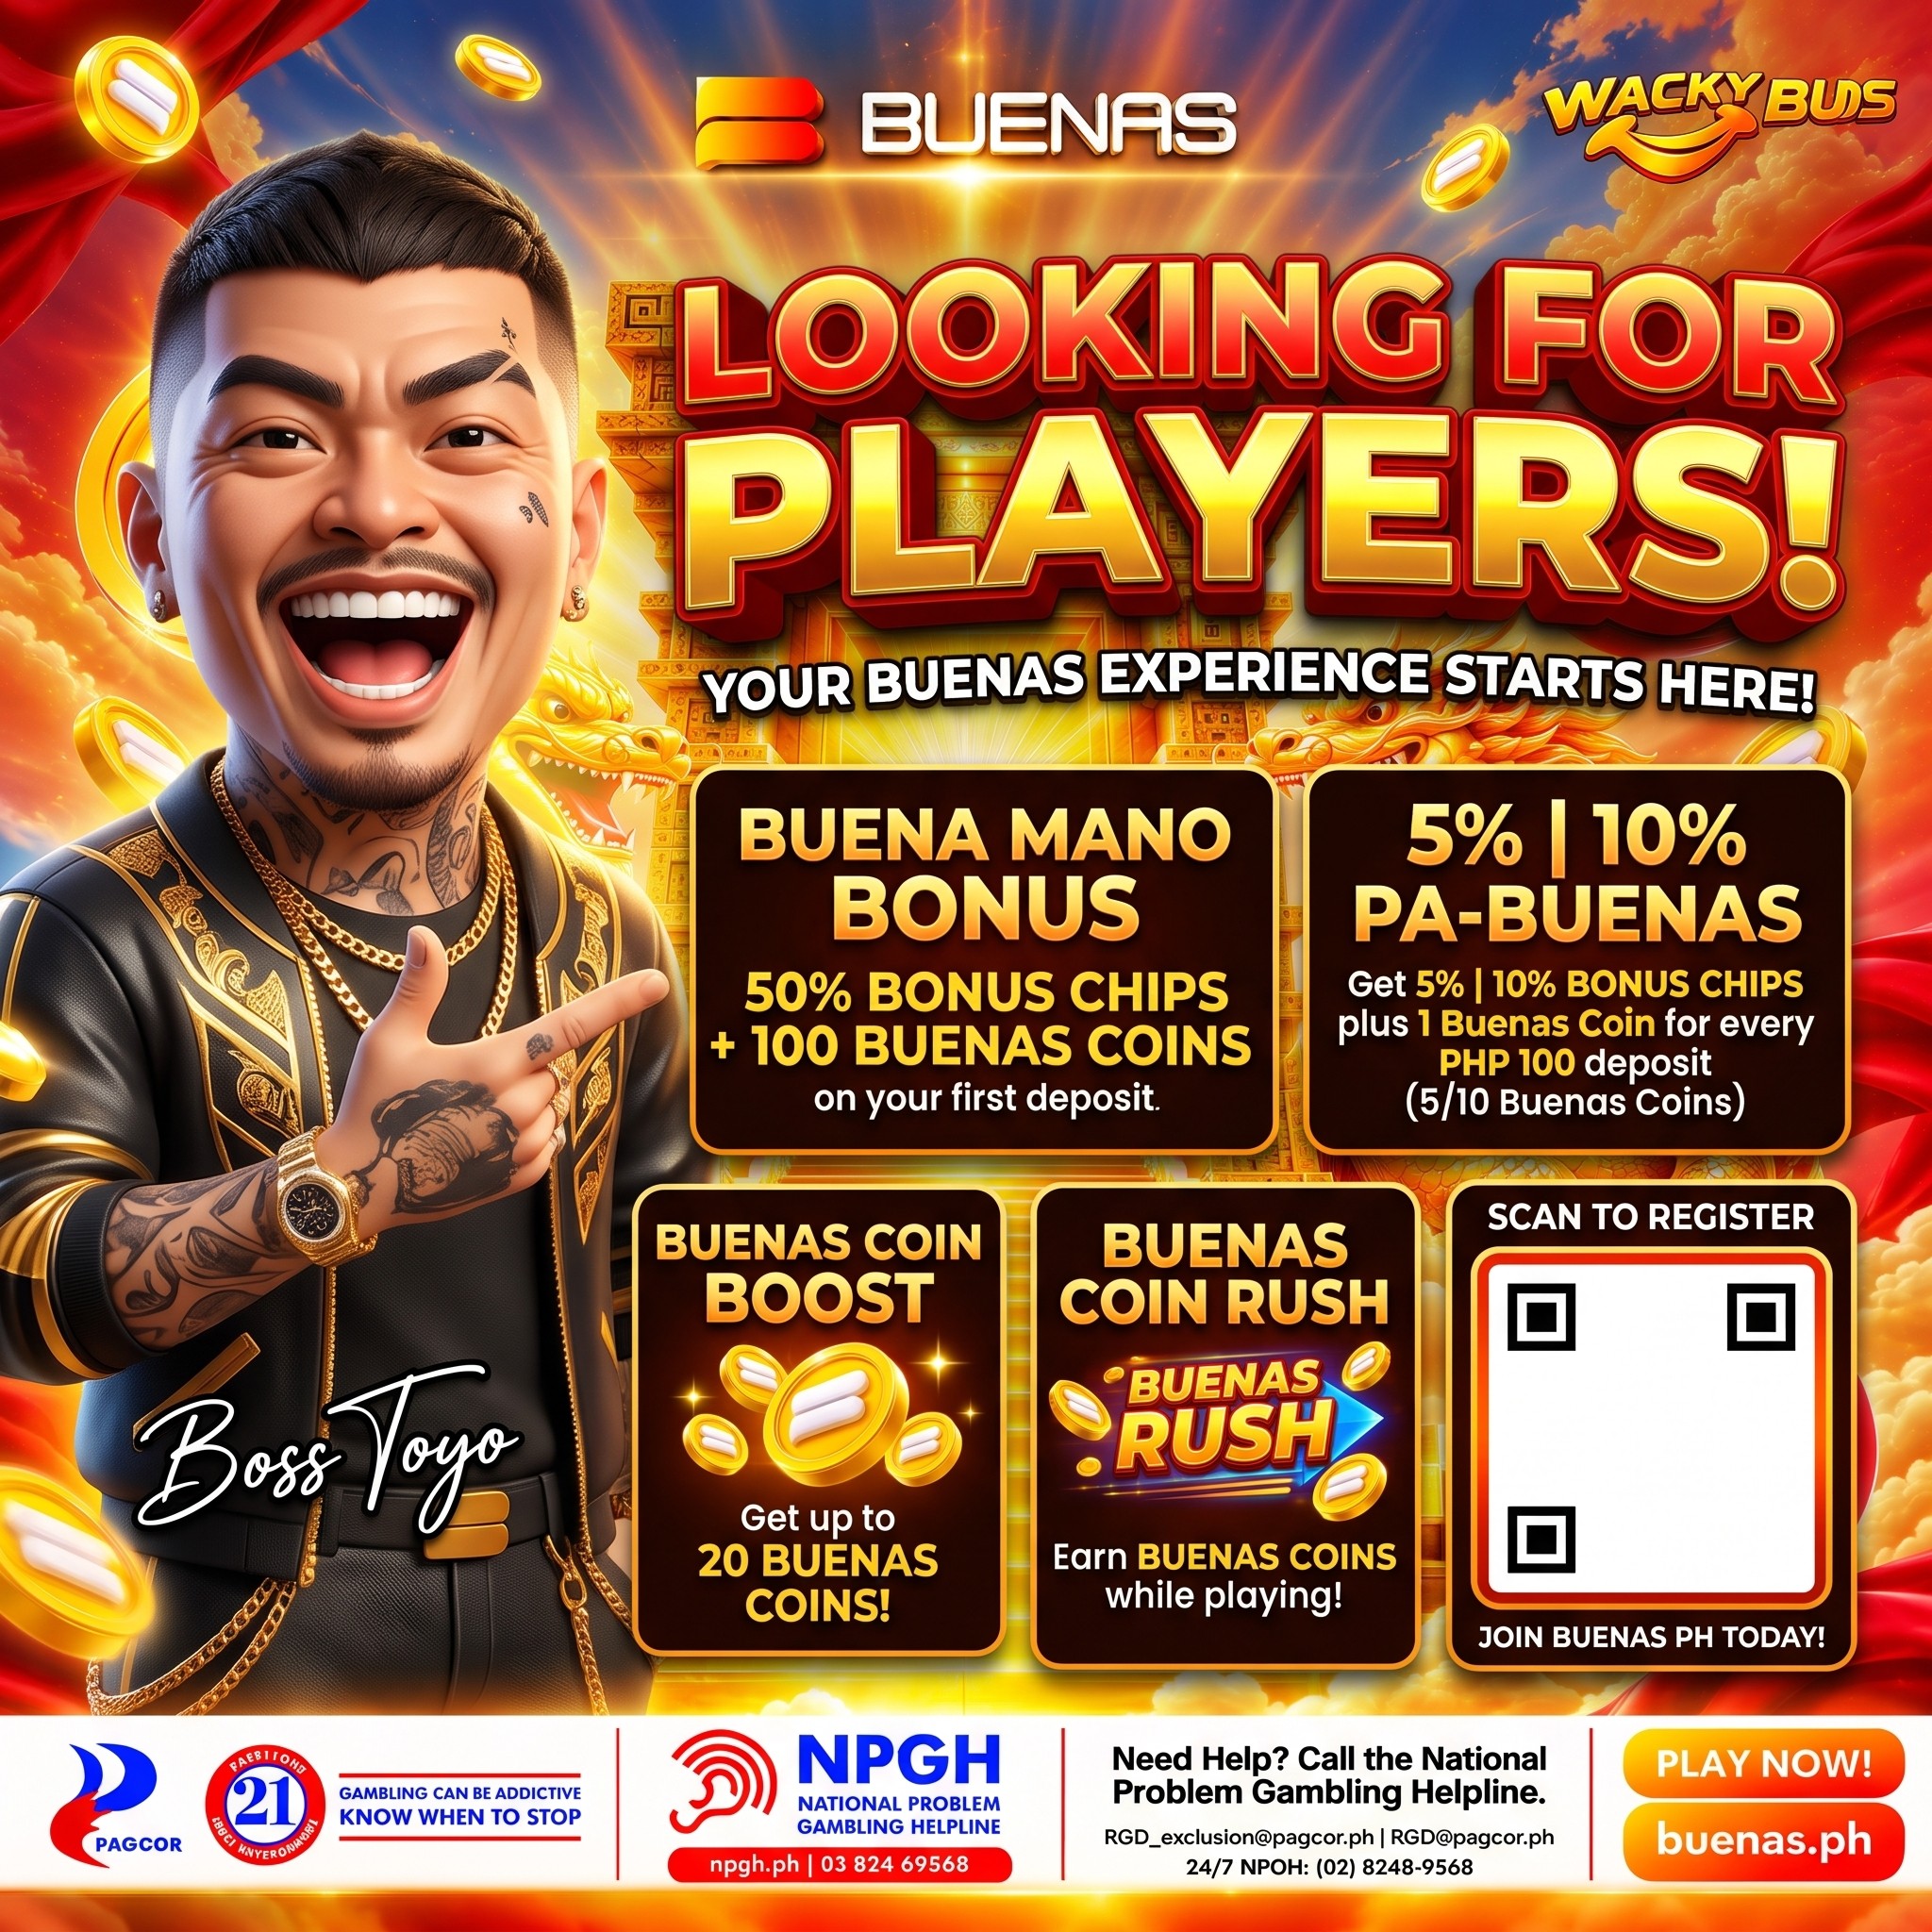 BUENAS
WACKY BUDS
LOOKING FOR
PLAYERS!
YOUR BUENAS EXPERIENCE STARTS HERE!
BUENA MANO
BONUS
50% BONUS CHIPS
+ 100 BUENAS COINS
on your first deposit.
5% | 10%
PA-BUENAS
Get 5% | 10% BONUS CHIPS
plus 1 Buenas Coin for every
PHP 100 deposit
(5/10 Buenas Coins)
BUENAS COIN
BOOST
Get up to
20 BUENAS
COINS!
BUENAS
COIN RUSH
BUENAS
RUSH
Earn BUENAS COINS
while playing!
SCAN TO REGISTER
JOIN BUENAS PH TODAY!
Boss Toyo
PAGCOR
21
GAMBLING CAN BE ADDICTIVE
KNOW WHEN TO STOP
NPGH
NATIONAL PROBLEM
GAMBLING HELPLINE
npgh.ph | 03 824 69568
Need Help? Call the National
Problem Gambling Helpline.
RGD_exclusion@pagcor.ph | RGD@pagcor.ph
24/7 NPOH: (02) 8248-9568
PLAY NOW!
buenas.ph